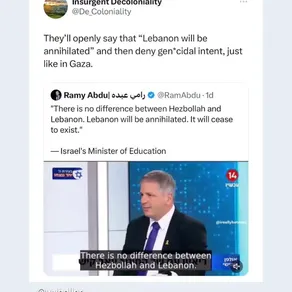 Insurgent Decoloniality
@De_Coloniality
They'll openly say that "Lebanon will be
annihilated" and then deny gen*cidal intent, just
like in Gaza.
Ramy Abdu| رامي عبده @RamAbdu · 1d
"There is no difference between Hezbollah and
Lebanon. Lebanon will be annihilated. It will cease
to exist."
— Israel's Minister of Education
14
There is no difference between
Hezbollah and Lebanon.